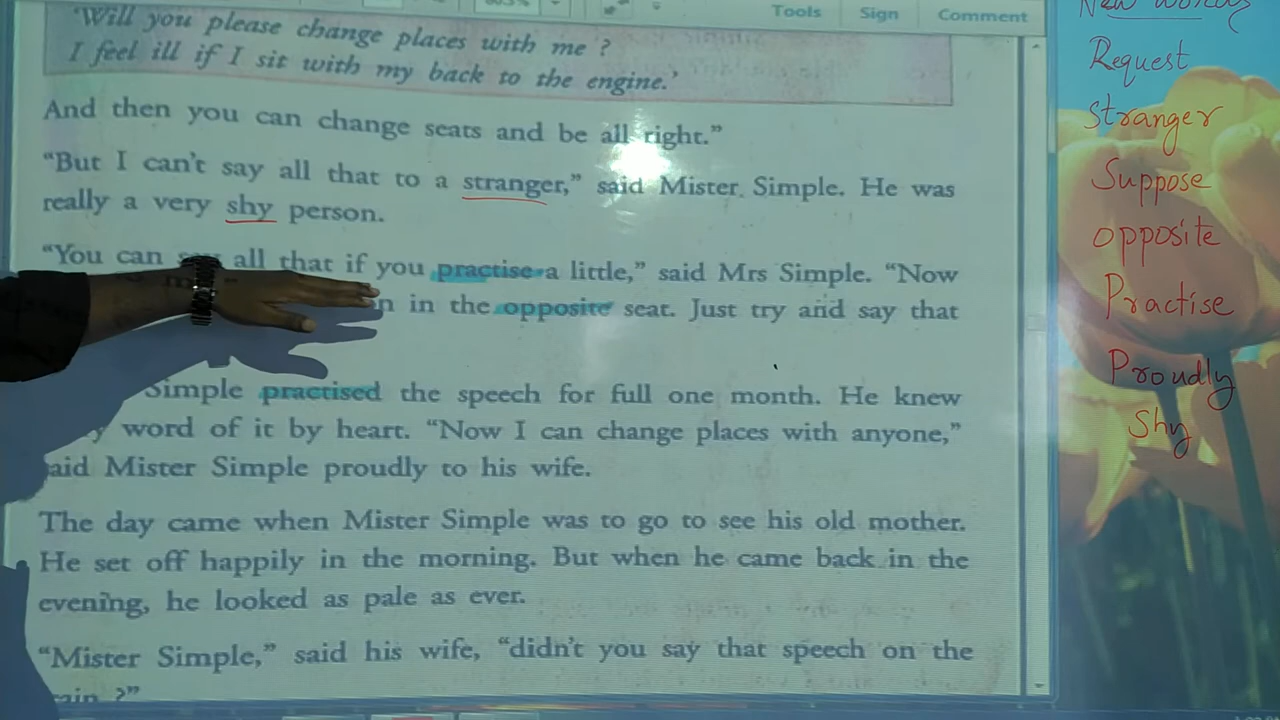 Tools Sign Comment
'Will you please change places with me ?
I feel ill if I sit with my back to the engine.'
And then you can change seats and be all right."
"But I can't say all that to a stranger," said Mister Simple. He was
really a very shy person.
"You can all that if you practise a little," said Mrs Simple. "Now
in the opposite seat. Just try and say that
Simple practised the speech for full one month. He knew
word of it by heart. "Now I can change places with anyone,"
said Mister Simple proudly to his wife.
The day came when Mister Simple was to go to see his old mother.
He set off happily in the morning. But when he came back in the
evening, he looked as pale as ever.
"Mister Simple," said his wife, "didn't you say that speech on the
New Words
Request
Stranger
Suppose
opposite
Practise
Proudly
Shy